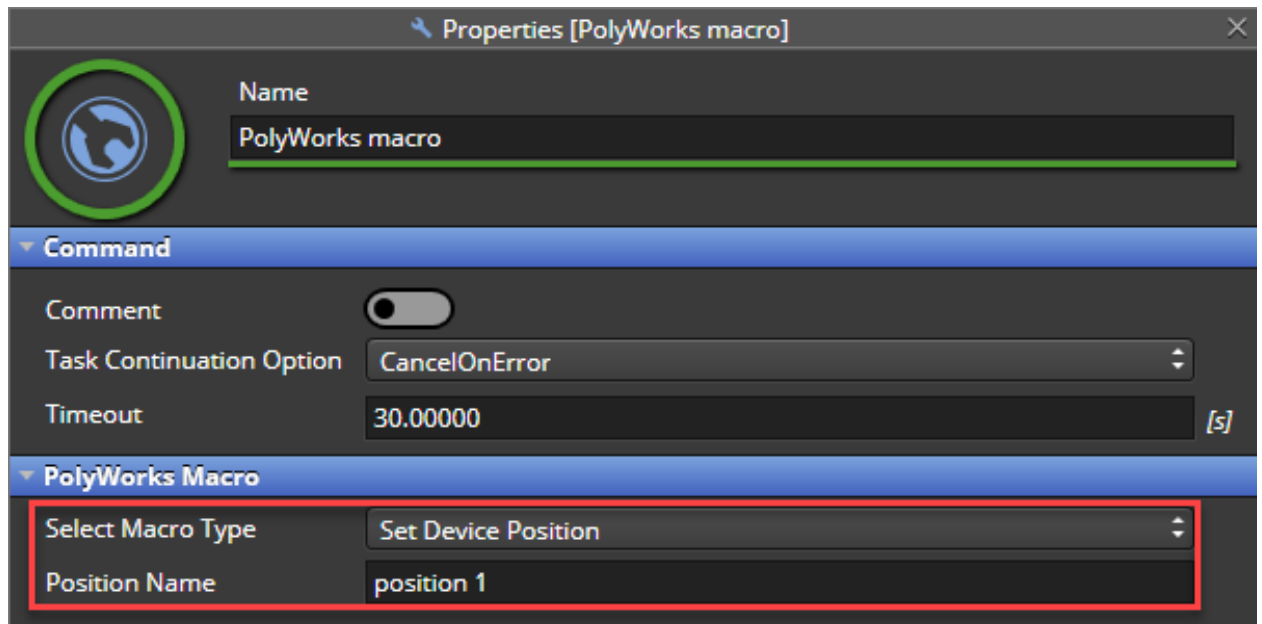 Properties [PolyWorks macro]
Name
PolyWorks macro
Command
Comment
Task Continuation Option CancelOnError
Timeout 30.00000 [s]
PolyWorks Macro
Select Macro Type Set Device Position
Position Name position 1